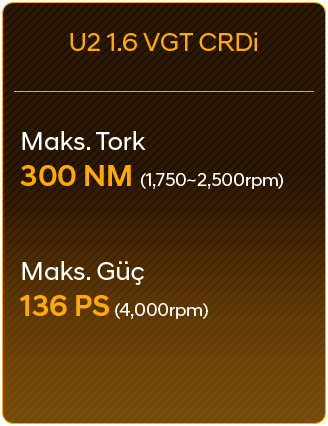 U2 1.6 VGT CRDi
Maks. Tork
300 NM (1,750~2,500rpm)
Maks. Güç
136 PS (4,000rpm)